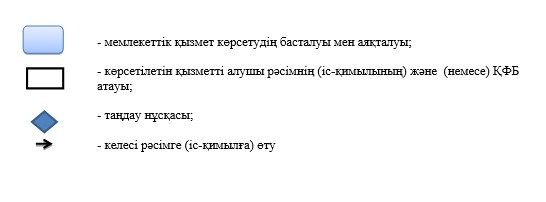 - мемлекеттік қызмет көрсетудің басталуы мен аяқталуы;
- көрсетілетін қызметті алушы рәсімнің (іс-қимылының) және (немесе) ҚФБ
атауы;
- таңдау нұсқасы;
- келесі рәсімге (іс-қимылға) өту